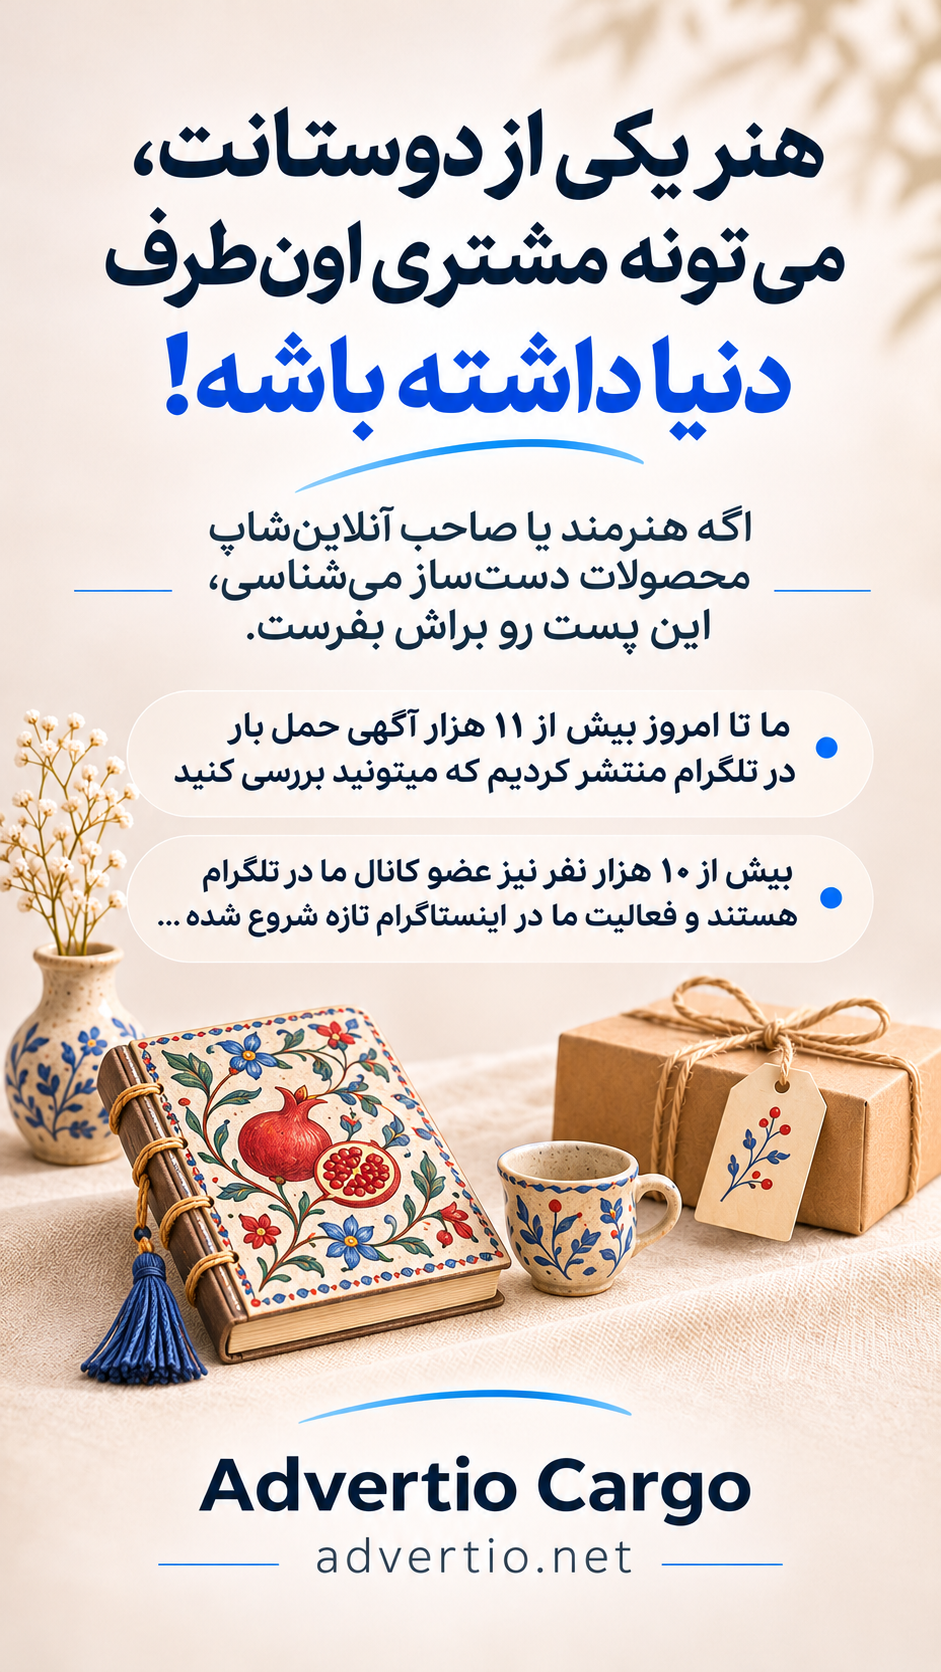 هنر یکی از دوستانت،
می‌تونه مشتری اون‌طرف
دنیا داشته باشه!
اگه هنرمند یا صاحب آنلاین‌شاپ
محصولات دست‌ساز می‌شناسی،
این پست رو براش بفرست.
ما تا امروز بیش از ۱۱ هزار آگهی حمل بار
در تلگرام منتشر کردیم که میتونید بررسی کنید
بیش از ۱۰ هزار نفر نیز عضو کانال ما در تلگرام
هستند و فعالیت ما در اینستاگرام تازه شروع شده ...
Advertio Cargo
advertio.net